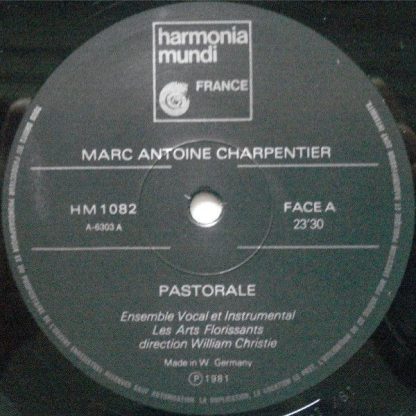 harmonia
mundi
FRANCE
MARC ANTOINE CHARPENTIER
HM 1082
A-6303 A
FACE A
23'30
PASTORALE
Ensemble Vocal et Instrumental
Les Arts Florissants
direction William Christie
Made in W. Germany
Ⓟ 1981